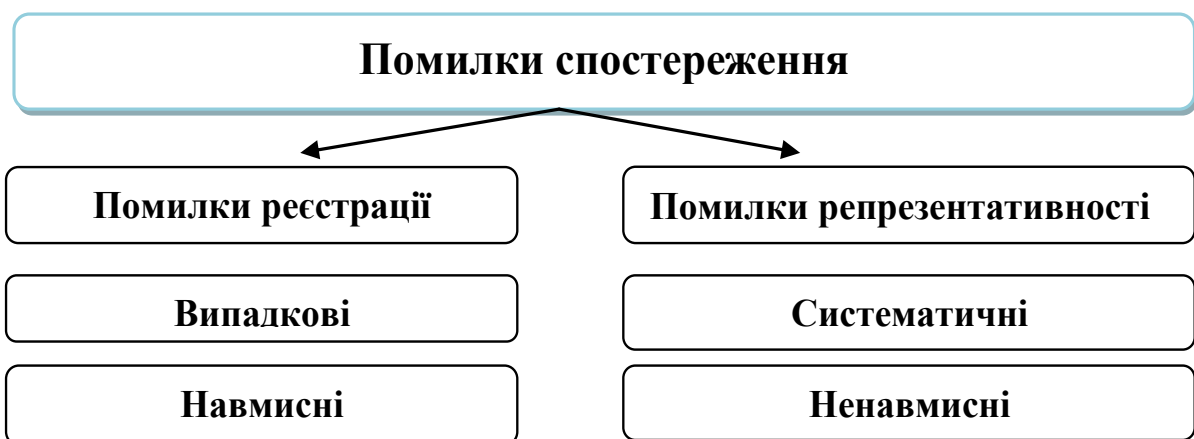 Помилки спостереження
Помилки реєстрації
Помилки репрезентативності
Випадкові
Систематичні
Навмисні
Ненавмисні